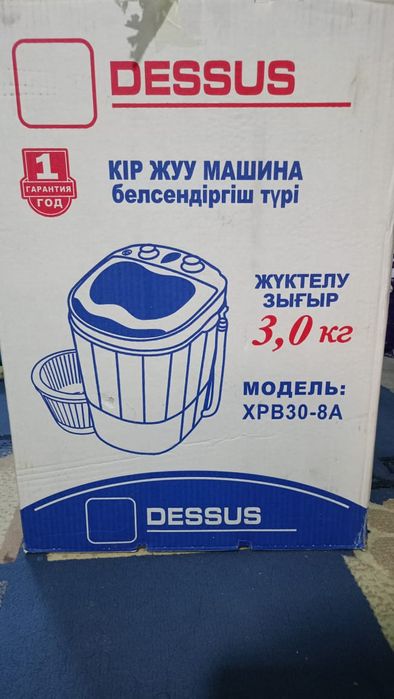 DESSUS
1
ГАРАНТИЯ
ГОД
КІР ЖУУ МАШИНА
белсендіргіш түрі
ЖҮКТЕЛУ
ЗЫҒЫР
3,0 кг
МОДЕЛЬ:
XPB30-8A
DESSUS